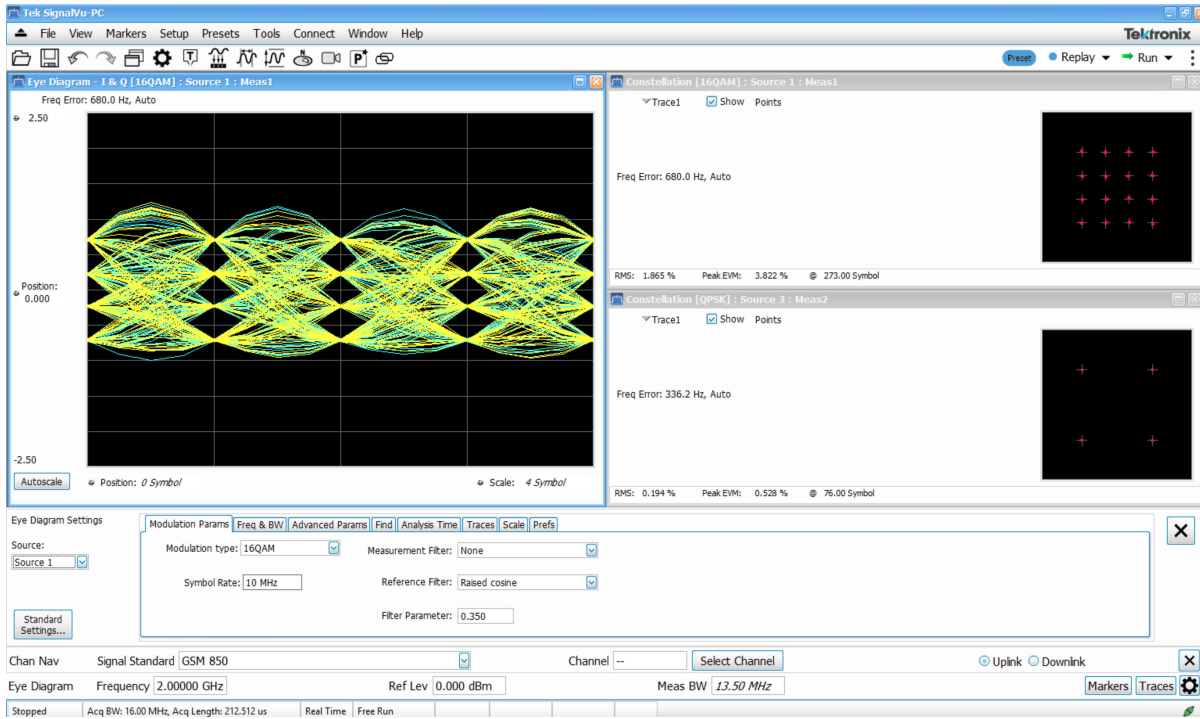 Tek SignalVu-PC
File View Markers Setup Presets Tools Connect Window Help
Tektronix
Preset Replay Run
Eye Diagram - I & Q [16QAM] : Source 1 : Meas1
Freq Error: 680.0 Hz, Auto
2.50
Position:
0.000
-2.50
Autoscale
Position: 0 Symbol
Scale: 4 Symbol
Constellation [16QAM] : Source 1 : Meas1
Trace1 Show Points
Freq Error: 680.0 Hz, Auto
RMS: 1.865 % Peak EVM: 3.822 % @ 273.00 Symbol
Constellation [QPSK] : Source 3 : Meas2
Trace1 Show Points
Freq Error: 336.2 Hz, Auto
RMS: 0.194 % Peak EVM: 0.528 % @ 76.00 Symbol
Eye Diagram Settings
Source:
Source 1
Standard
Settings...
Modulation Params Freq & BW Advanced Params Find Analysis Time Traces Scale Prefs
Modulation type: 16QAM
Measurement Filter: None
Symbol Rate: 10 MHz
Reference Filter: Raised cosine
Filter Parameter: 0.350
Chan Nav Signal Standard GSM 850 Channel -- Select Channel Uplink Downlink
Eye Diagram Frequency 2.00000 GHz Ref Lev 0.000 dBm Meas BW 13.50 MHz Markers Traces
Stopped Acq BW: 16.00 MHz, Acq Length: 212.512 us Real Time Free Run